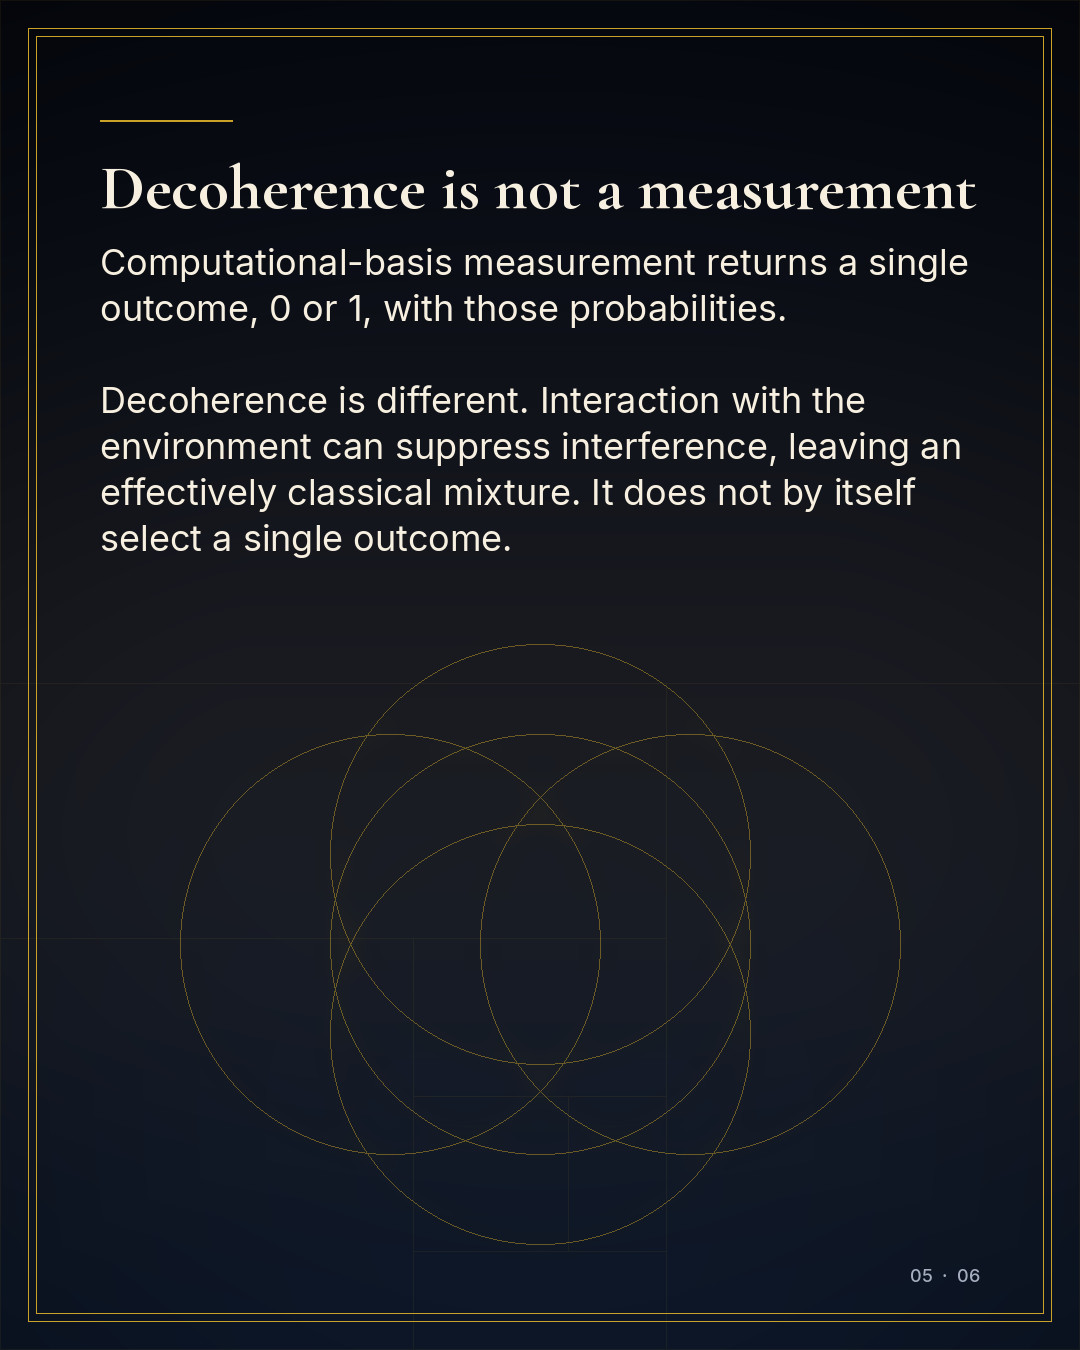 Decoherence is not a measurement
Computational-basis measurement returns a single
outcome, 0 or 1, with those probabilities.
Decoherence is different. Interaction with the
environment can suppress interference, leaving an
effectively classical mixture. It does not by itself
select a single outcome.
05 · 06